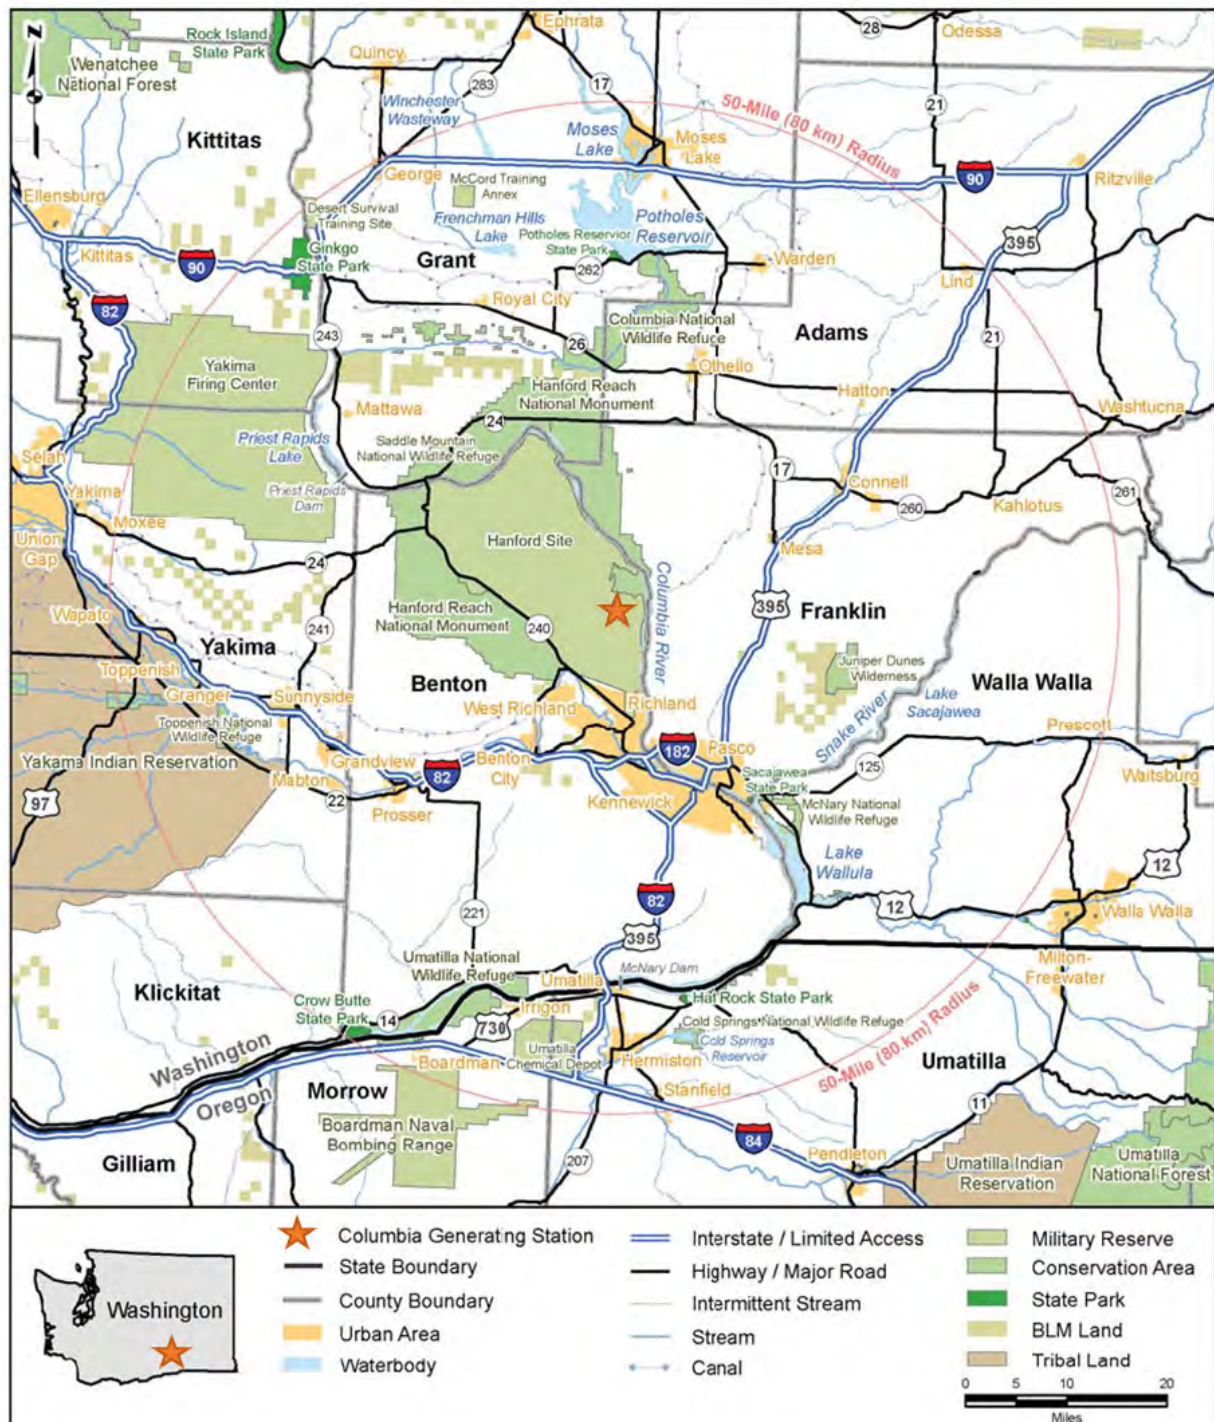 N
Rock Island
State Park
Wenatchee
National Forest
Quincy
Ephrata
28
Odessa
283
17
21
Winchester
Wasteway
50-Mile (80 km) Radius
Kittitas
Moses
Lake
Moses
Lake
George
90
Ritzville
Ellensburg
McCord Training
Annex
Desert Survival
Training Site
Frenchman Hills
Lake
Potholes
Reservoir
Kittitas
Ginkgo
State Park
Potholes Reservoir
State Park
395
90
Grant
262
Warden
Lind
82
Royal City
Columbia National
Wildlife Refuge
Adams
243
26
21
Yakima
Firing Center
Othello
Hanford Reach
National Monument
Hatton
Mattawa
Washtucna
24
Priest Rapids
Lake
Saddle Mountain
National Wildlife Refuge
Selah
17
Priest Rapids
Dam
Connell
Yakima
260
Kahlotus
261
Moxee
Union
Gap
Hanford Site
Mesa
24
Columbia River
Wapato
Hanford Reach
National Monument
395
Franklin
241
240
Yakima
Toppenish
Juniper Dunes
Wilderness
Benton
Granger
Sunnyside
West Richland
Richland
Walla Walla
Lake
Sacajawea
Snake River
Toppenish National
Wildlife Refuge
Prescott
Yakama Indian Reservation
Grandview
Benton
City
182
Pasco
125
Waitsburg
Mabton
82
Sacajawea
State Park
97
22
Prosser
Kennewick
McNary National
Wildlife Refuge
Lake
Wallula
12
82
12
Walla Walla
221
395
Umatilla National
Wildlife Refuge
McNary Dam
Milton-
Freewater
Klickitat
Umatilla
Crow Butte
State Park
Hat Rock State Park
14
Irrigon
730
Cold Springs National Wildlife Refuge
Cold Springs
Reservoir
50-Mile (80 km) Radius
Washington
Oregon
Boardman
Umatilla
Chemical Depot
Hermiston
Umatilla
Morrow
Stanfield
11
Boardman Naval
Bombing Range
84
Gilliam
207
Pendleton
Umatilla Indian
Reservation
Umatilla
National Forest
Washington
Columbia Generating Station
State Boundary
County Boundary
Urban Area
Waterbody
Interstate / Limited Access
Highway / Major Road
Intermittent Stream
Stream
Canal
Military Reserve
Conservation Area
State Park
BLM Land
Tribal Land
0 5 10 20
Miles